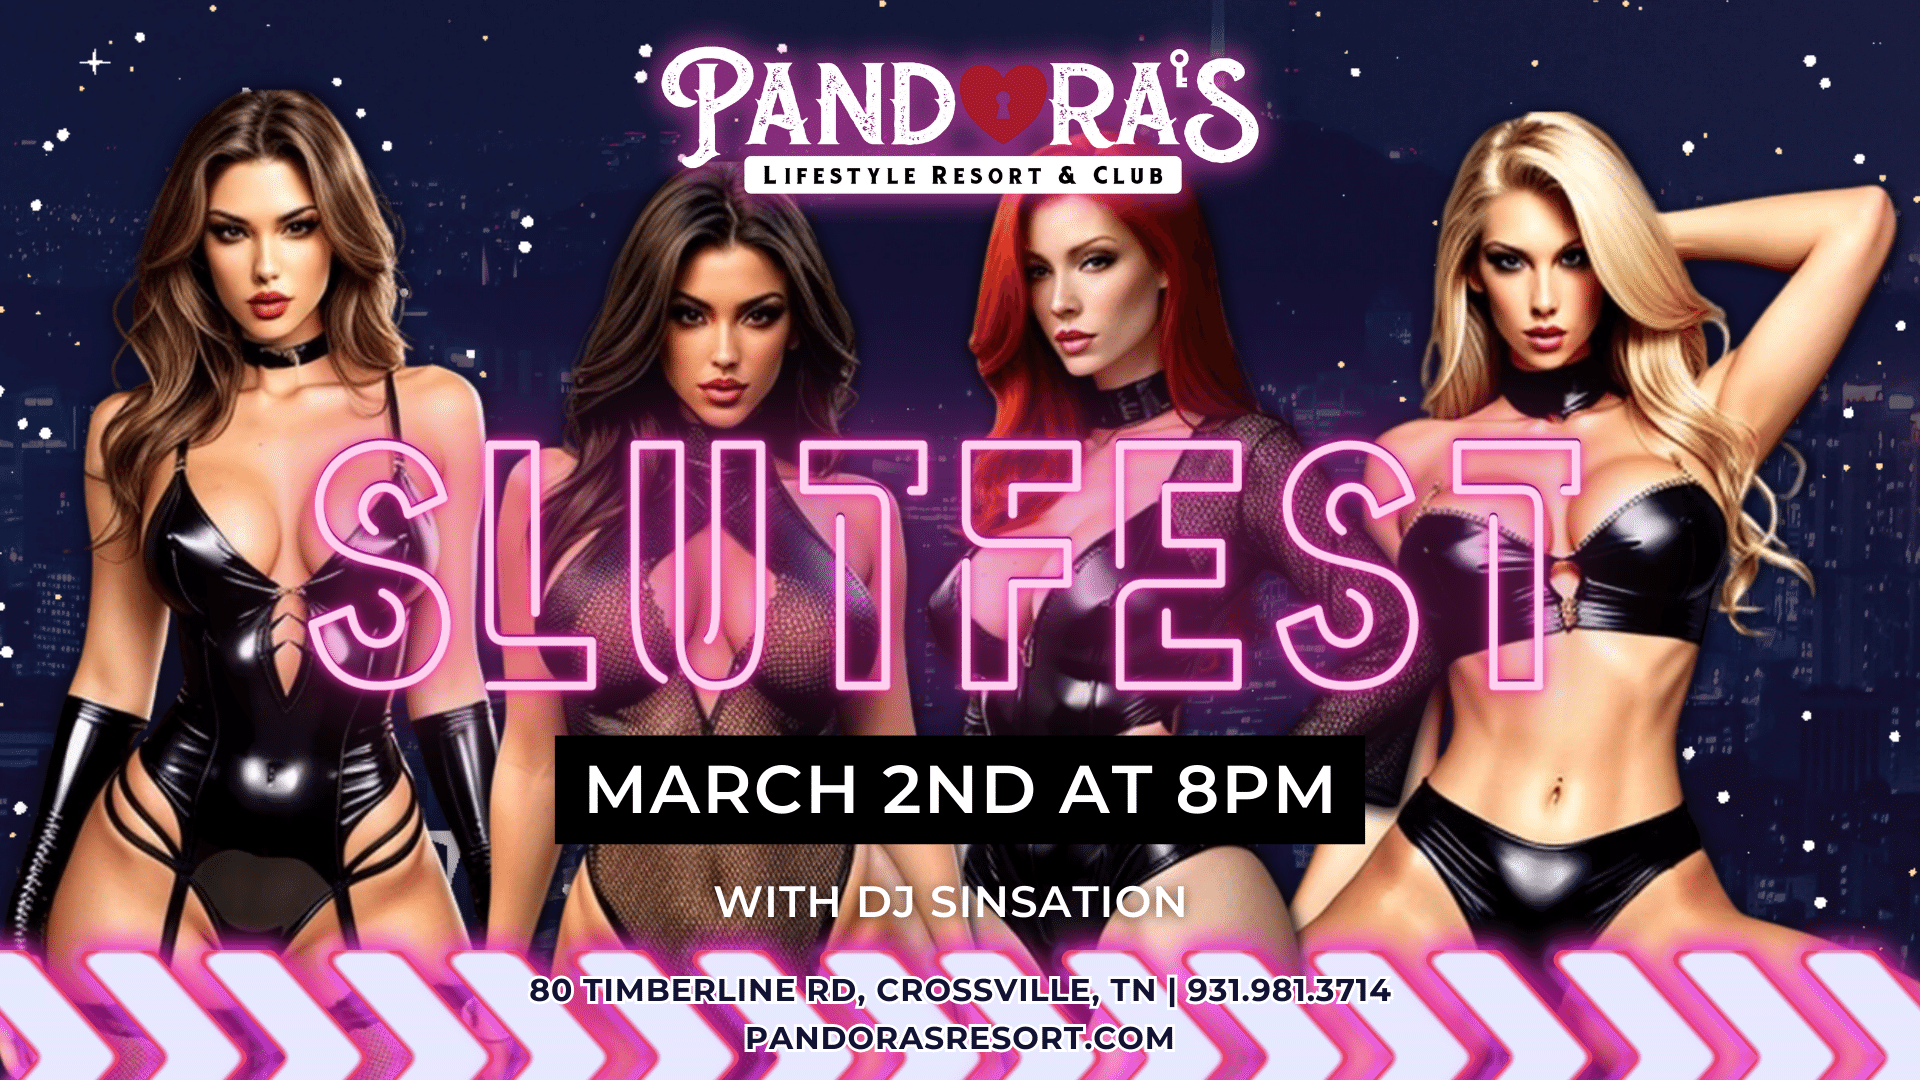 PANDORA'S
LIFESTYLE RESORT & CLUB
SLUTFEST
MARCH 2ND AT 8PM
WITH DJ SINSATION
80 TIMBERLINE RD, CROSSVILLE, TN | 931.981.3714
PANDORASRESORT.COM